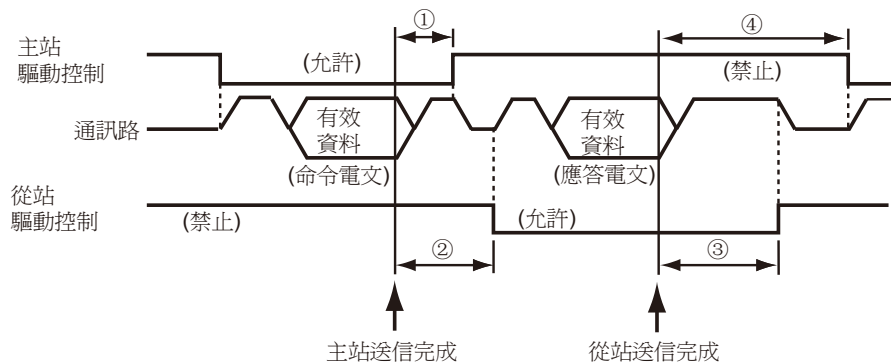 主站
驅動控制
(允許)
①
④
(禁止)
通訊路
有效
資料
(命令電文)
有效
資料
(應答電文)
從站
驅動控制
(禁止)
②
(允許)
③
主站送信完成
從站送信完成